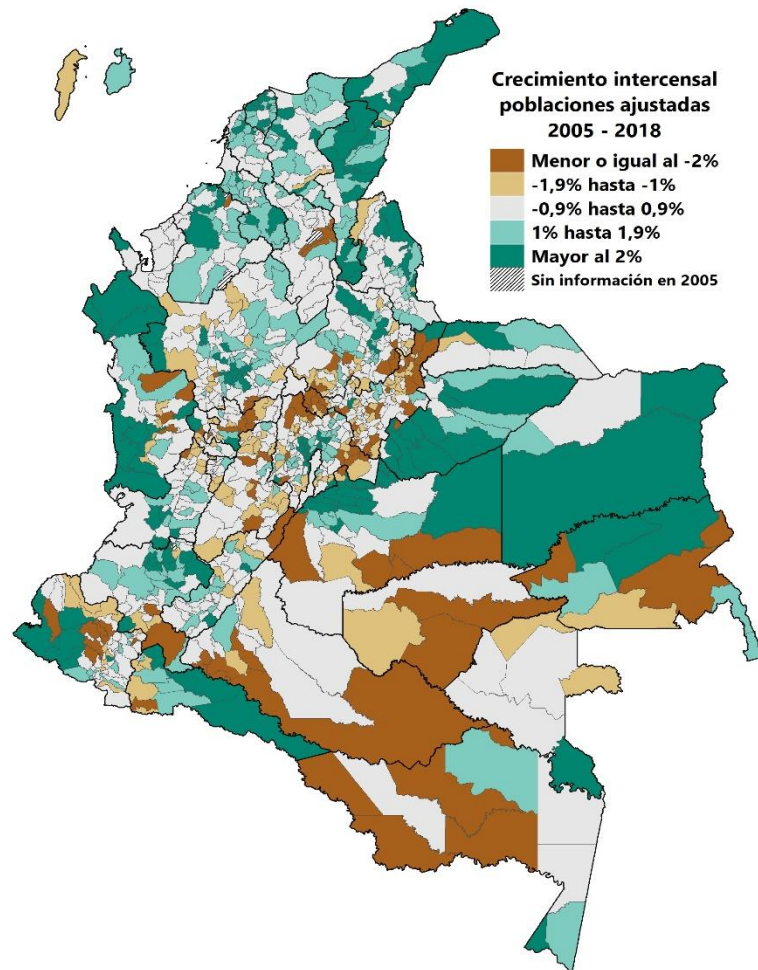 Crecimiento intercensal
poblaciones ajustadas
2005 - 2018
Menor o igual al -2%
-1,9% hasta -1%
-0,9% hasta 0,9%
1% hasta 1,9%
Mayor al 2%
Sin información en 2005